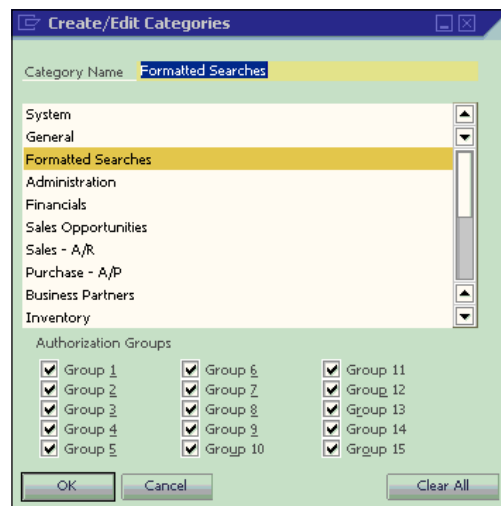 Create/Edit Categories
Category Name Formatted Searches
System
General
Formatted Searches
Administration
Financials
Sales Opportunities
Sales - A/R
Purchase - A/P
Business Partners
Inventory
Authorization Groups
Group 1 Group 6 Group 11
Group 2 Group 7 Group 12
Group 3 Group 8 Group 13
Group 4 Group 9 Group 14
Group 5 Group 10 Group 15
OK Cancel Clear All